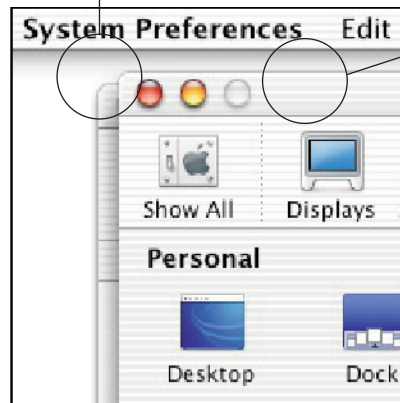 System Preferences Edit
Show All Displays
Personal
Desktop Dock